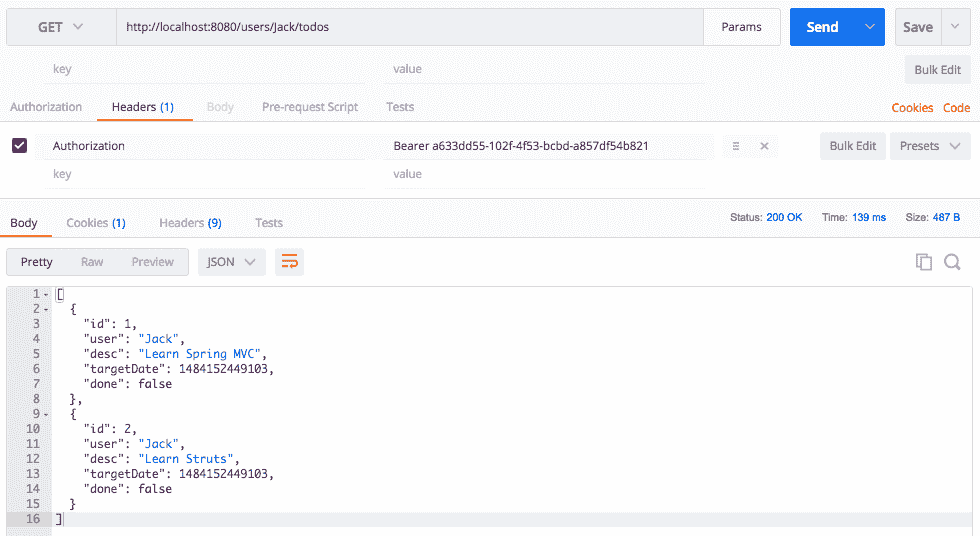 GET http://localhost:8080/users/Jack/todos Params Send Save
key value Bulk Edit
Authorization Headers (1) Body Pre-request Script Tests Cookies Code
Authorization Bearer a633dd55-102f-4f53-bcbd-a857df54b821 Bulk Edit Presets
key value
Body Cookies (1) Headers (9) Tests Status: 200 OK Time: 139 ms Size: 487 B
Pretty Raw Preview JSON
1 [
2 {
3 "id": 1,
4 "user": "Jack",
5 "desc": "Learn Spring MVC",
6 "targetDate": 1484152449103,
7 "done": false
8 },
9 {
10 "id": 2,
11 "user": "Jack",
12 "desc": "Learn Struts",
13 "targetDate": 1484152449103,
14 "done": false
15 }
16 ]